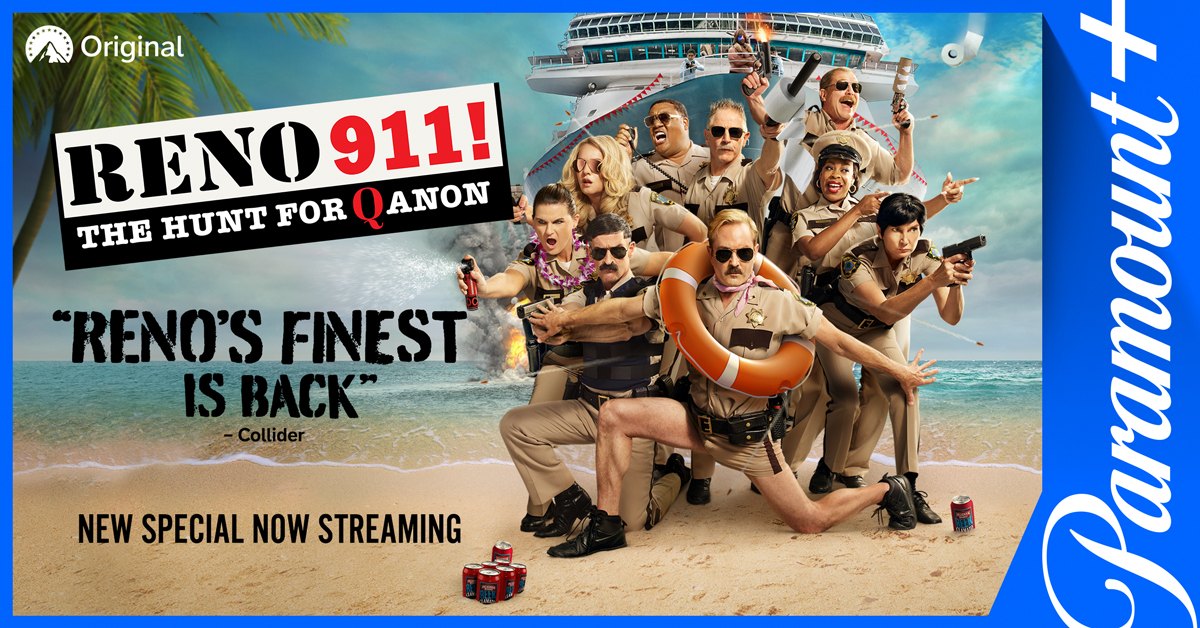 Original
RENO 911!
THE HUNT FOR QANON
“RENO'S FINEST
IS BACK”
– Collider
NEW SPECIAL NOW STREAMING
Paramount+